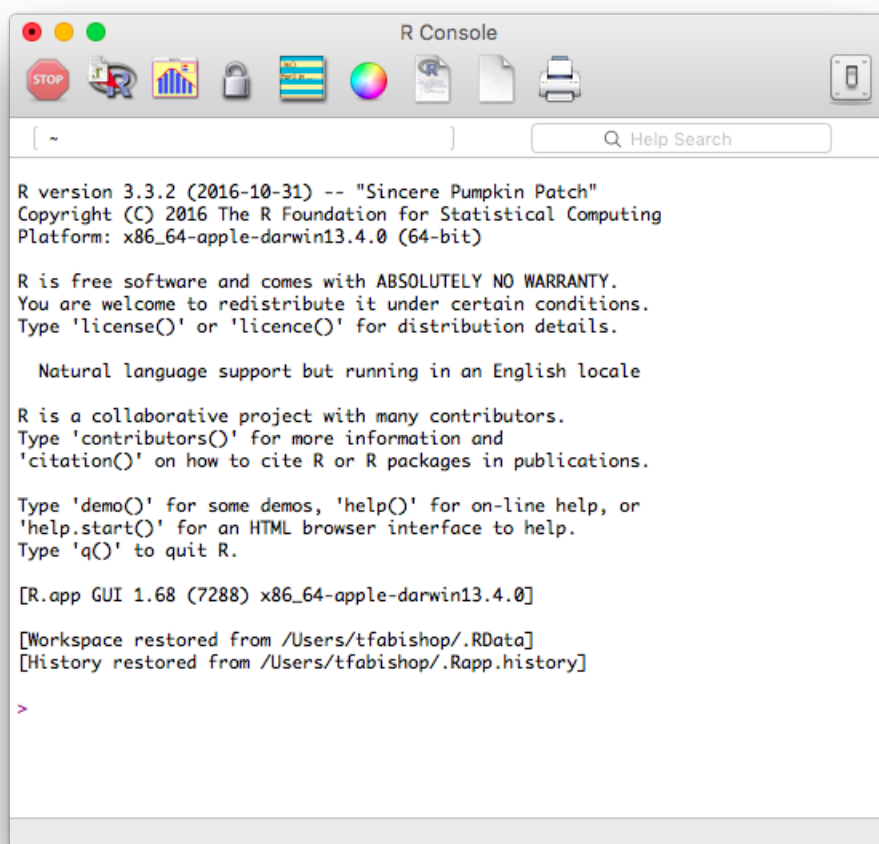 R Console
STOP
~
Help Search
R version 3.3.2 (2016-10-31) -- "Sincere Pumpkin Patch"
Copyright (C) 2016 The R Foundation for Statistical Computing
Platform: x86_64-apple-darwin13.4.0 (64-bit)
R is free software and comes with ABSOLUTELY NO WARRANTY.
You are welcome to redistribute it under certain conditions.
Type 'license()' or 'licence()' for distribution details.
Natural language support but running in an English locale
R is a collaborative project with many contributors.
Type 'contributors()' for more information and
'citation()' on how to cite R or R packages in publications.
Type 'demo()' for some demos, 'help()' for on-line help, or
'help.start()' for an HTML browser interface to help.
Type 'q()' to quit R.
[R.app GUI 1.68 (7288) x86_64-apple-darwin13.4.0]
[Workspace restored from /Users/tfabishop/.RData]
[History restored from /Users/tfabishop/.Rapp.history]
>